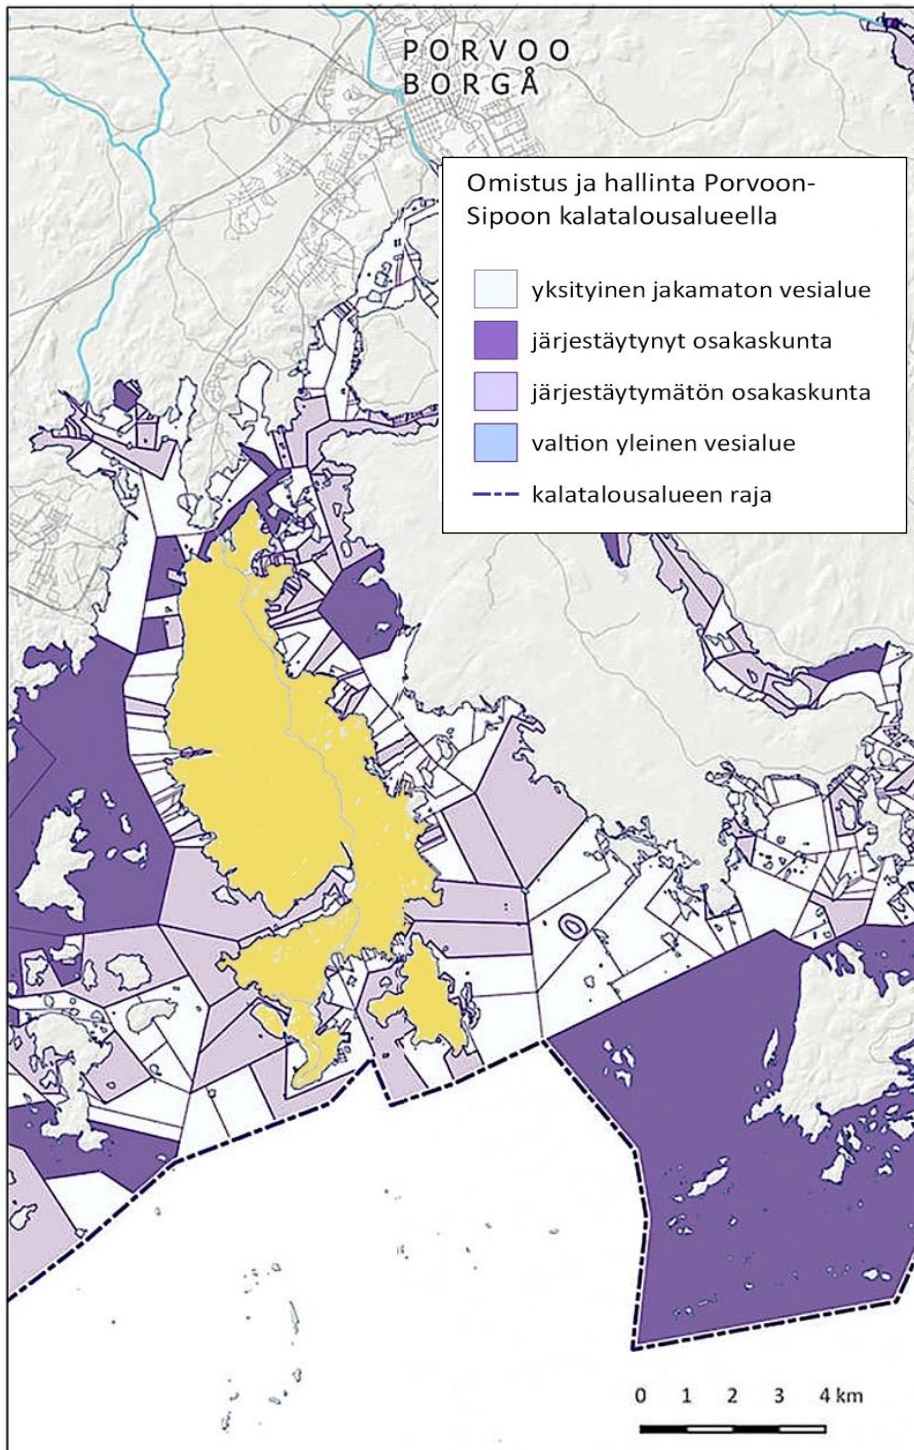 PORVOO
BORGÅ
Omistus ja hallinta Porvoon-
Sipoon kalatalousalueella
yksityinen jakamaton vesialue
järjestäytynyt osakaskunta
järjestäytymätön osakaskunta
valtion yleinen vesialue
kalatalousalueen raja
0 1 2 3 4 km